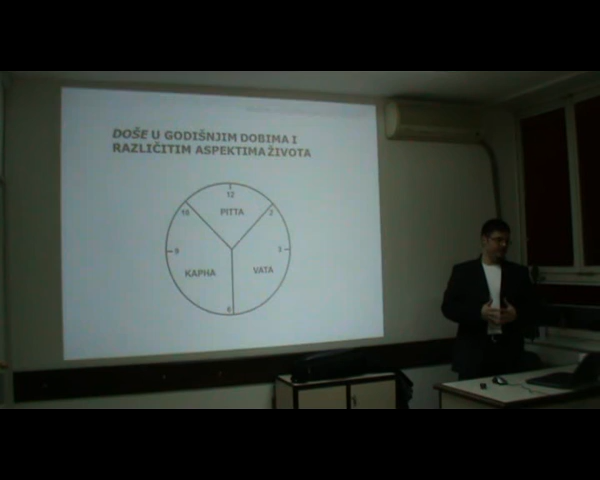 DOŠE U GODIŠNJIM DOBIMA I
RAZLIČITIM ASPEKTIMA ŽIVOTA
12
PITTA
10
2
9
3
KAPHA
VATA
6